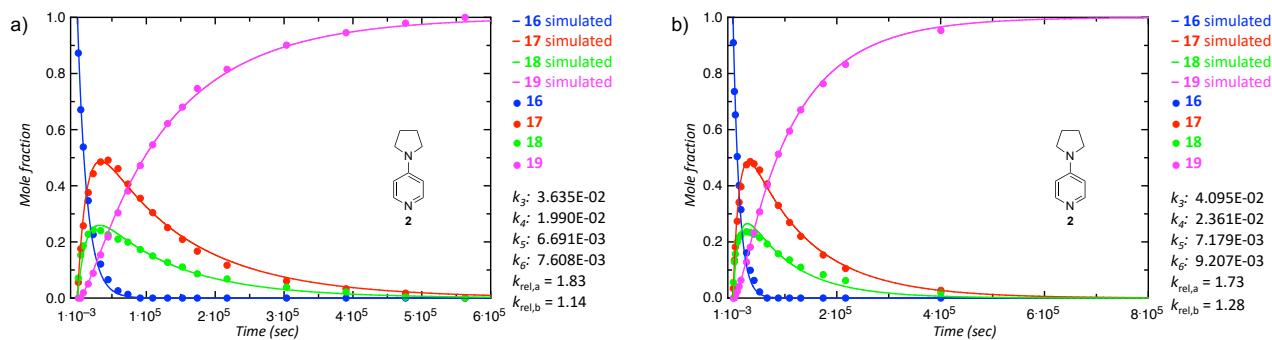 a)
Mole fraction
1.0
0.8
0.6
0.4
0.2
0.0
1·10⁻³
1·10⁵
2·10⁵
3·10⁵
4·10⁵
5·10⁵
6·10⁵
Time (sec)
N
N
2
– 16 simulated
– 17 simulated
– 18 simulated
– 19 simulated
16
17
18
19
k₃: 3.635E-02
k₄: 1.990E-02
k₅: 6.691E-03
k₆: 7.608E-03
k_rel,a = 1.83
k_rel,b = 1.14
b)
Mole fraction
1.0
0.8
0.6
0.4
0.2
0.0
1·10⁻³
2·10⁵
4·10⁵
6·10⁵
8·10⁵
Time (sec)
N
N
2
– 16 simulated
– 17 simulated
– 18 simulated
– 19 simulated
16
17
18
19
k₃: 4.095E-02
k₄: 2.361E-02
k₅: 7.179E-03
k₆: 9.207E-03
k_rel,a = 1.73
k_rel,b = 1.28